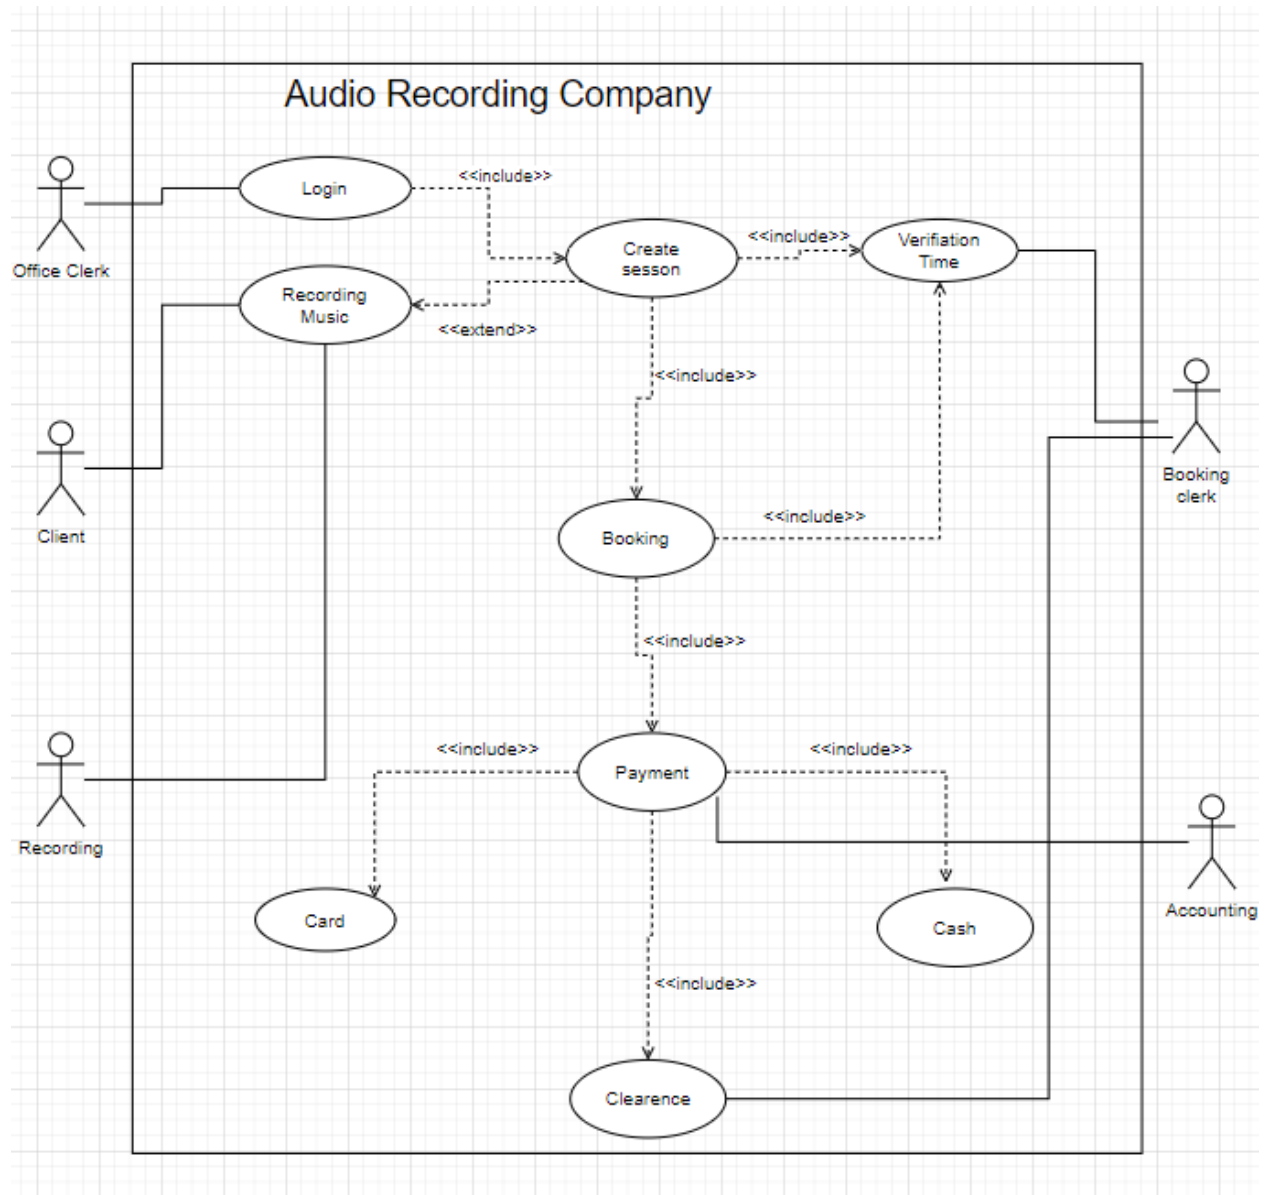 Audio Recording Company
Login
<<include>>
Office Clerk
Create
sesson
<<include>>
Verifiation
Time
Recording
Music
<<extend>>
<<include>>
Client
Booking
clerk
Booking
<<include>>
<<include>>
Recording
<<include>>
Payment
<<include>>
Accounting
Card
Cash
<<include>>
Clearence